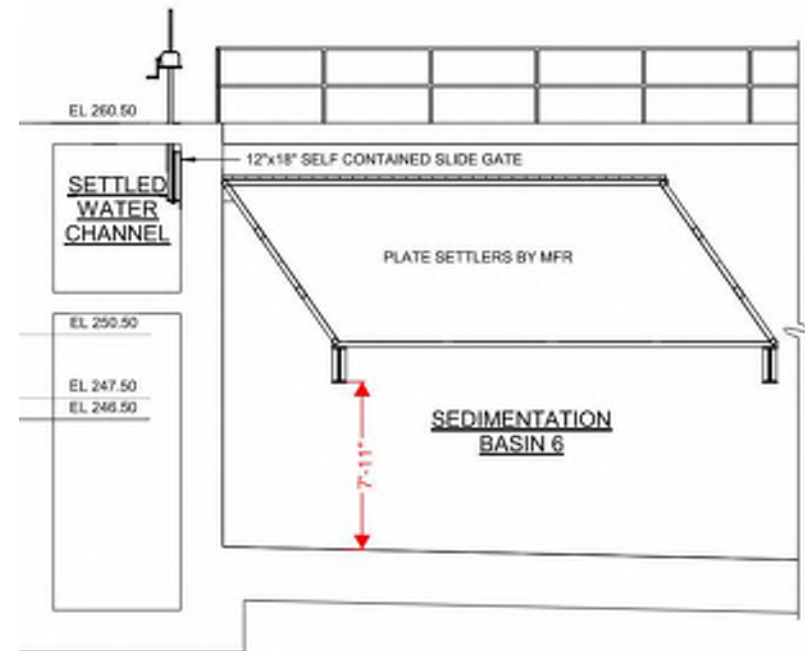 EL 260.50
12"x18" SELF CONTAINED SLIDE GATE
SETTLED
WATER
CHANNEL
PLATE SETTLERS BY MFR
EL 250.50
EL 247.50
EL 246.50
SEDIMENTATION
BASIN 6
7'-11"